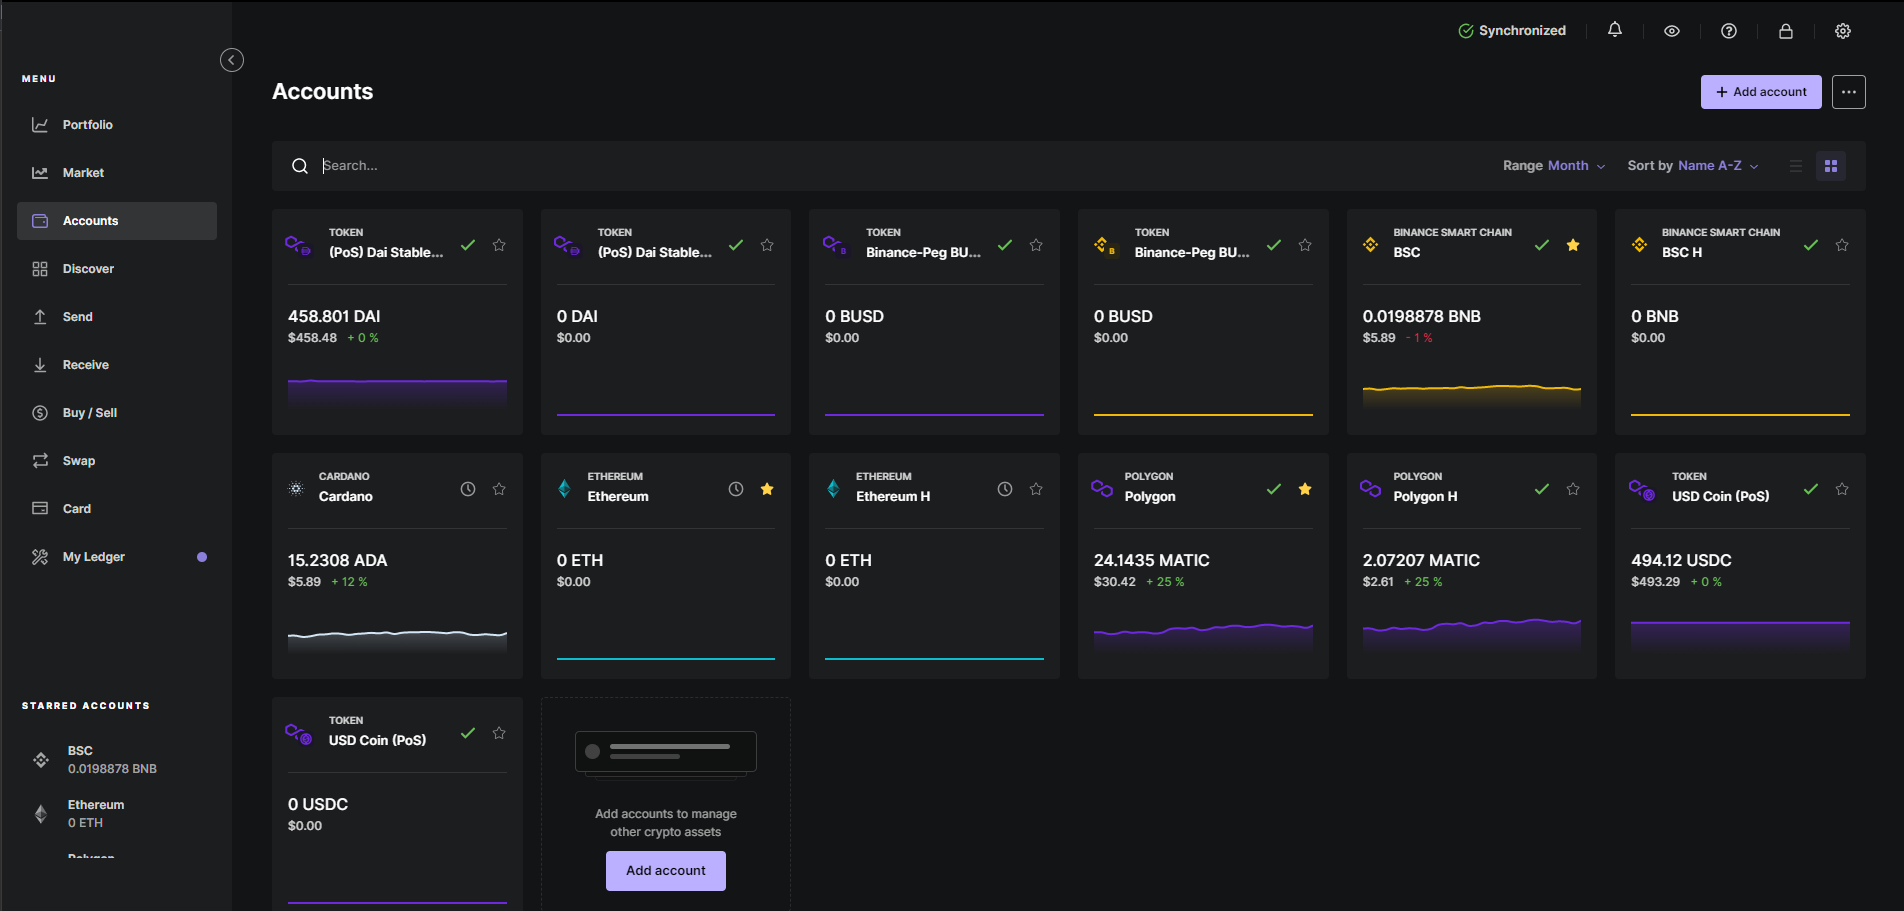 Synchronized
MENU
Portfolio
Market
Accounts
Discover
Send
Receive
Buy / Sell
Swap
Card
My Ledger
STARRED ACCOUNTS
BSC
0.0198878 BNB
Ethereum
0 ETH
Polygon
Accounts
+ Add account
Search...
Range Month
Sort by Name A-Z
TOKEN
(PoS) Dai Stable...
458.801 DAI
$458.48 + 0 %
TOKEN
(PoS) Dai Stable...
0 DAI
$0.00
TOKEN
Binance-Peg BU...
0 BUSD
$0.00
TOKEN
Binance-Peg BU...
0 BUSD
$0.00
BINANCE SMART CHAIN
BSC
0.0198878 BNB
$5.89 - 1 %
BINANCE SMART CHAIN
BSC H
0 BNB
$0.00
CARDANO
Cardano
15.2308 ADA
$5.89 + 12 %
ETHEREUM
Ethereum
0 ETH
$0.00
ETHEREUM
Ethereum H
0 ETH
$0.00
POLYGON
Polygon
24.1435 MATIC
$30.42 + 25 %
POLYGON
Polygon H
2.07207 MATIC
$2.61 + 25 %
TOKEN
USD Coin (PoS)
494.12 USDC
$493.29 + 0 %
TOKEN
USD Coin (PoS)
0 USDC
$0.00
Add accounts to manage
other crypto assets
Add account